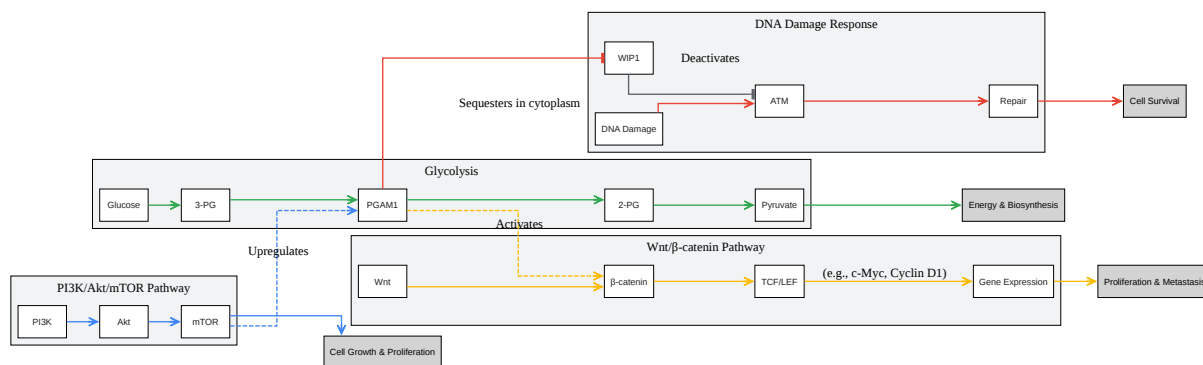 DNA Damage Response
WIP1
Deactivates
Sequesters in cytoplasm
ATM
Repair
Cell Survival
DNA Damage
Glycolysis
Glucose
3-PG
PGAM1
2-PG
Pyruvate
Energy & Biosynthesis
Activates
Upregulates
Wnt/β-catenin Pathway
Wnt
β-catenin
TCF/LEF
(e.g., c-Myc, Cyclin D1)
Gene Expression
Proliferation & Metastasis
PI3K/Akt/mTOR Pathway
PI3K
Akt
mTOR
Cell Growth & Proliferation